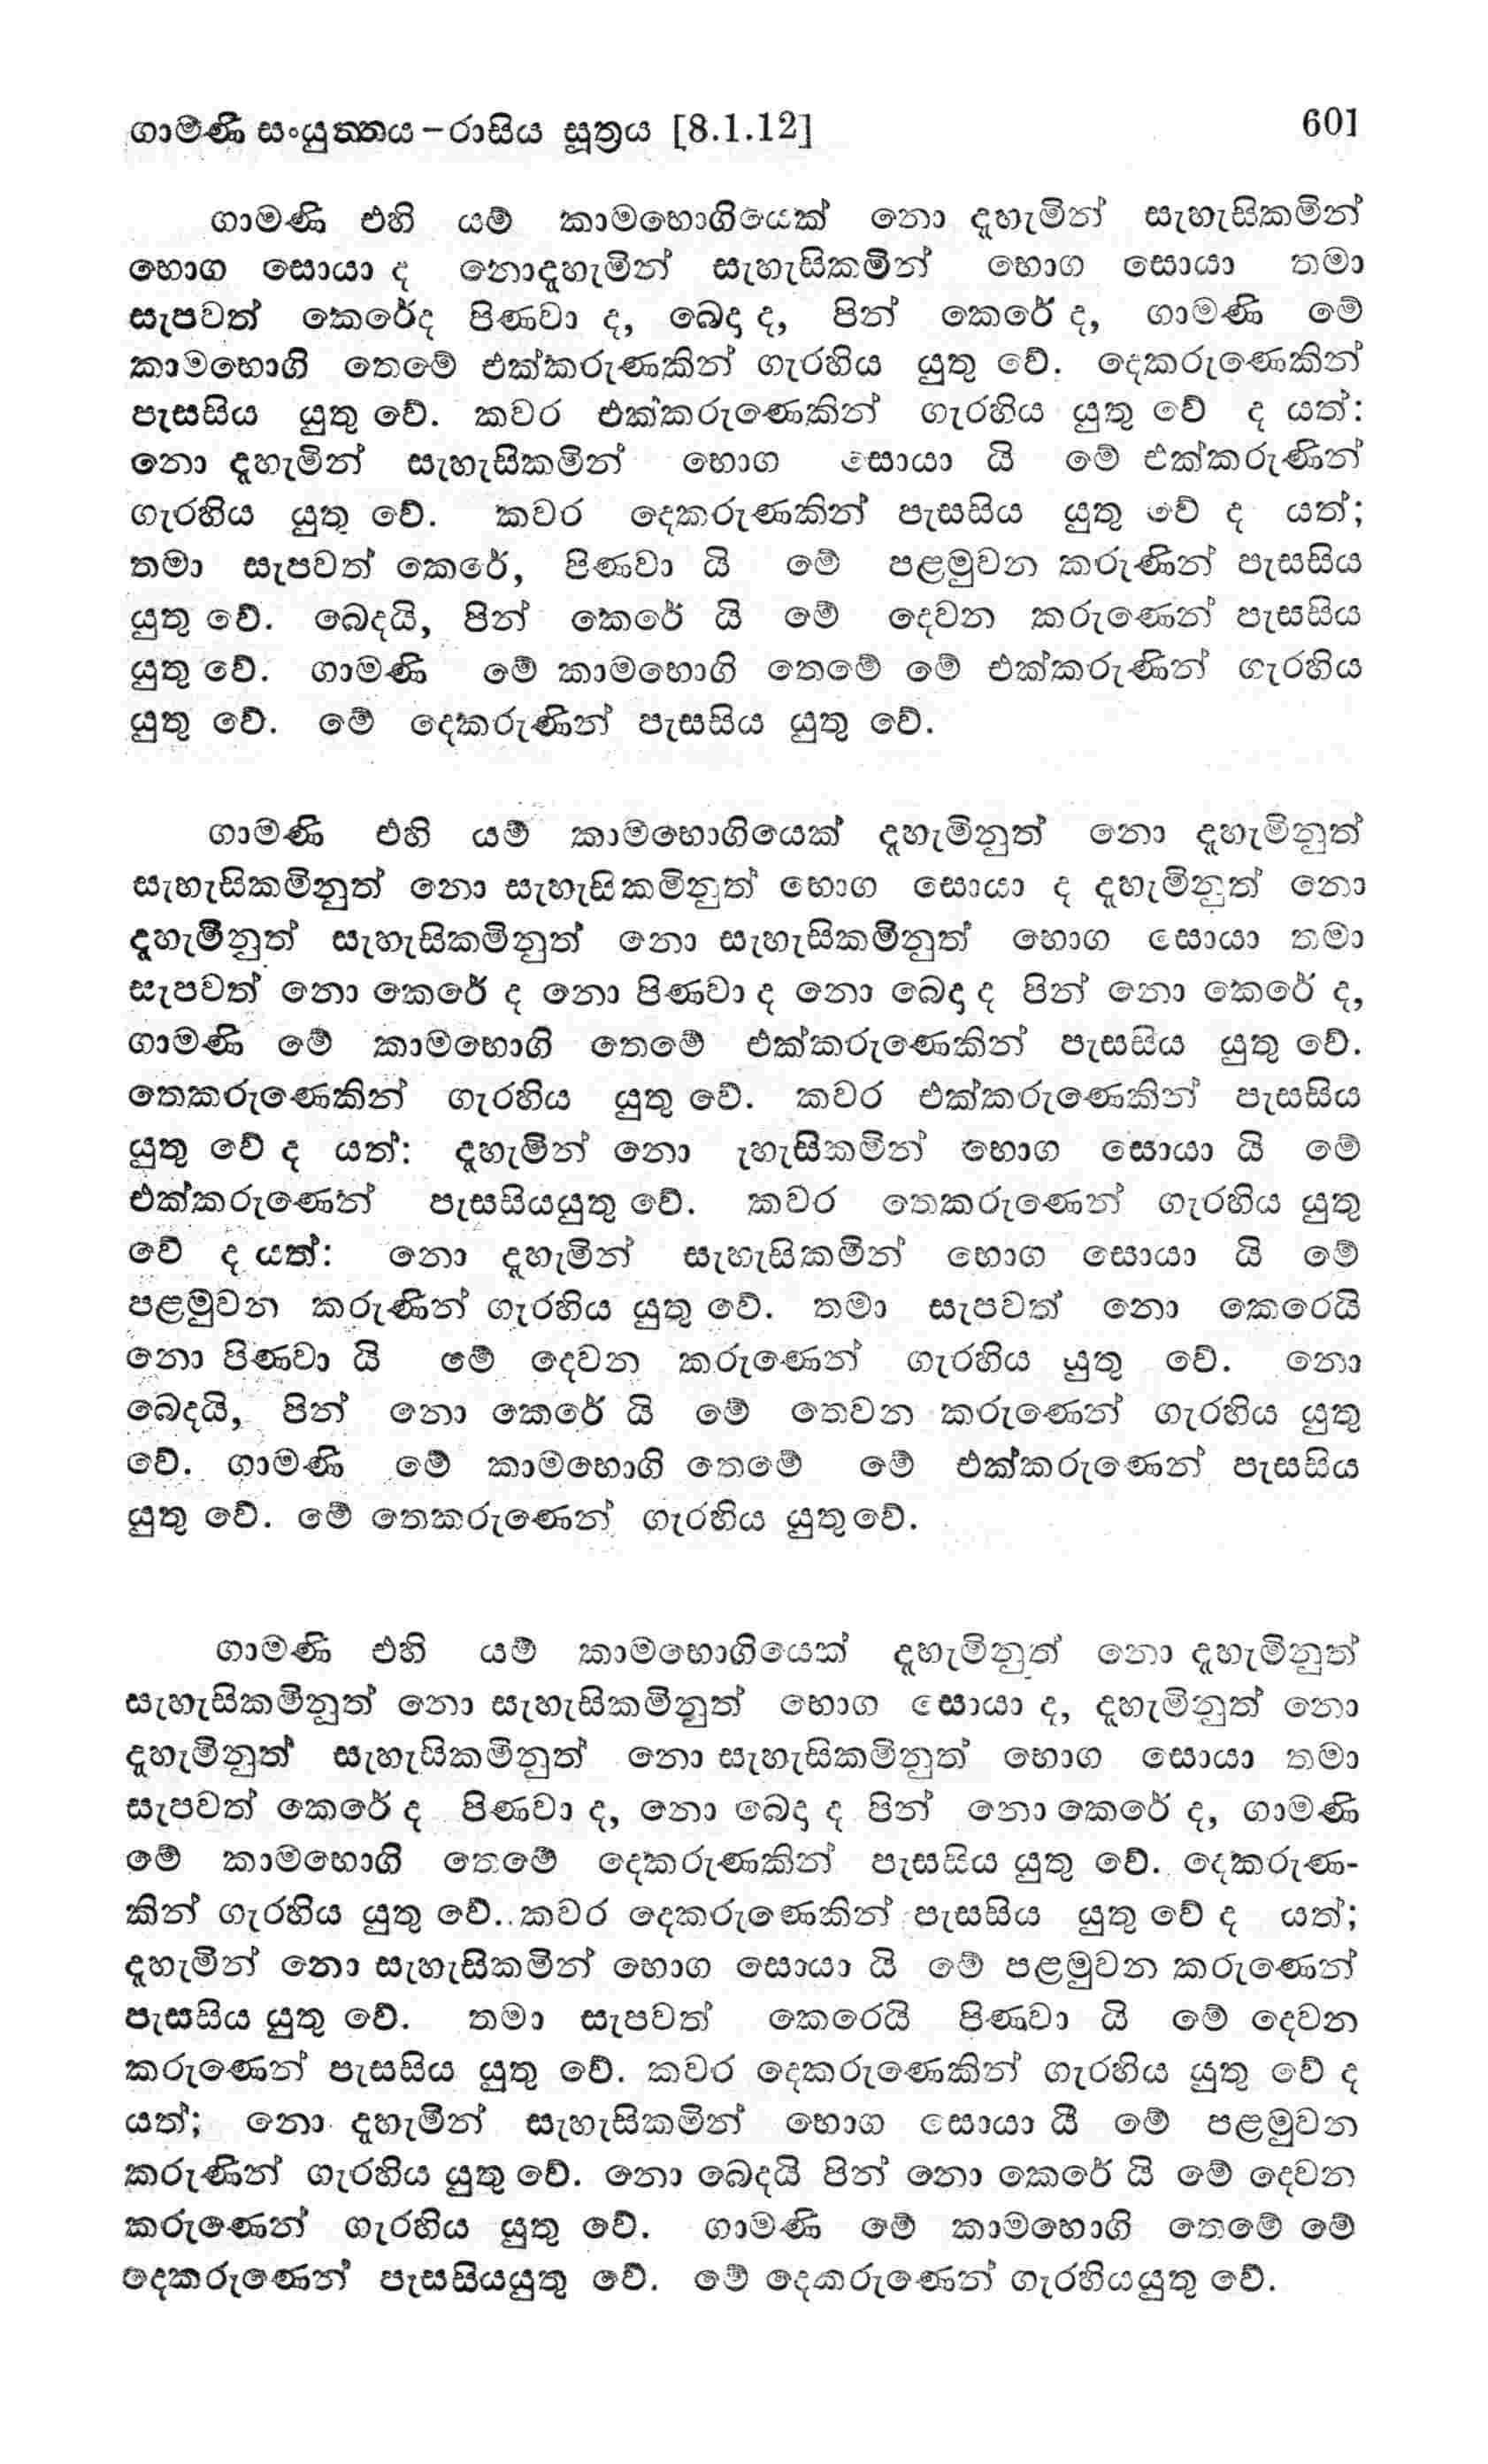 ගාමණි සංයුත්තය – රාසිය සූත්‍රය [8.1.12] 601
ගාමණි එහි යම් කාමභොගියෙක් නො දැහැමින් සැහැසිකමින්
භොග සොයා ද නොදැහැමින් සැහැසිකමින් භොග සොයා තමා
සැපවත් කෙරේද පිණවා ද, බෙදා ද, පින් කෙරේ ද, ගාමණි මේ
කාමභොගි තෙමේ එක්කරුණකින් ගැරහිය යුතු වේ. දෙකරුණෙකින්
පැසසිය යුතු වේ. කවර එක්කරුණෙකින් ගැරහිය යුතු වේ ද යත්:
නො දැහැමින් සැහැසිකමින් භොග සොයා යි මේ එක්කරුණින්
ගැරහිය යුතු වේ. කවර දෙකරුණකින් පැසසිය යුතු වේ ද යත්;
තමා සැපවත් කෙරේ, පිණවා යි මේ පළමුවන කරුණින් පැසසිය
යුතු වේ. බෙදයි, පින් කෙරේ යි මේ දෙවන කරුණෙන් පැසසිය
යුතු වේ. ගාමණි මේ කාමභොගි තෙමේ මේ එක්කරුණින් ගැරහිය
යුතු වේ. මේ දෙකරුණින් පැසසිය යුතු වේ.
ගාමණි එහි යම් කාමභොගියෙක් දැහැමිනුත් නො දැහැමිනුත්
සැහැසිකමිනුත් නො සැහැසිකමිනුත් භොග සොයා ද දැහැමිනුත් නො
දැහැමිනුත් සැහැසිකමිනුත් නො සැහැසිකමිනුත් භොග සොයා තමා
සැපවත් නො කෙරේ ද නො පිණවා ද නො බෙදා ද පින් නො කෙරේ ද,
ගාමණි මේ කාමභොගි තෙමේ එක්කරුණෙකින් පැසසිය යුතු වේ.
තෙකරුණෙකින් ගැරහිය යුතු වේ. කවර එක්කරුණෙකින් පැසසිය
යුතු වේ ද යත්: දැහැමින් නො ැහැසිකමින් භොග සොයා යි මේ
එක්කරුණෙන් පැසසියයුතු වේ. කවර තෙකරුණෙන් ගැරහිය යුතු
වේ ද යත්: නො දැහැමින් සැහැසිකමින් භොග සොයා යි මේ
පළමුවන කරුණින් ගැරහිය යුතු වේ. තමා සැපවත් නො කෙරෙයි
නො පිණවා යි මේ දෙවන කරුණෙන් ගැරහිය යුතු වේ. නො
බෙදයි, පින් නො කෙරේ යි මේ තෙවන කරුණෙන් ගැරහිය යුතු
වේ. ගාමණි මේ කාමභොගි තෙමේ මේ එක්කරුණෙන් පැසසිය
යුතු වේ. මේ තෙකරුණෙන් ගැරහිය යුතුවේ.
ගාමණි එහි යම් කාමභොගියෙක් දැහැමිනුත් නො දැහැමිනුත්
සැහැසිකමිනුත් නො සැහැසිකමිනුත් භොග සොයා ද, දැහැමිනුත් නො
දැහැමිනුත් සැහැසිකමිනුත් නො සැහැසිකමිනුත් භොග සොයා තමා
සැපවත් කෙරේ ද පිණවා ද, නො බෙදා ද පින් නො කෙරේ ද, ගාමණි
මේ කාමභොගි තෙමේ දෙකරුණකින් පැසසිය යුතු වේ. දෙකරුණ-
කින් ගැරහිය යුතු වේ. කවර දෙකරුණෙකින් පැසසිය යුතු වේ ද යත්;
දැහැමින් නො සැහැසිකමින් භොග සොයා යි මේ පළමුවන කරුණෙන්
පැසසිය යුතු වේ. තමා සැපවත් කෙරෙයි පිණවා යි මේ දෙවන
කරුණෙන් පැසසිය යුතු වේ. කවර දෙකරුණෙකින් ගැරහිය යුතු වේ ද
යත්; නො දැහැමින් සැහැසිකමින් භොග සොයා යි මේ පළමුවන
කරුණින් ගැරහිය යුතු වේ. නො බෙදයි පින් නො කෙරේ යි මේ දෙවන
කරුණෙන් ගැරහිය යුතු වේ. ගාමණි මේ කාමභොගි තෙමේ මේ
දෙකරුණෙන් පැසසියයුතු වේ. මේ දෙකරුණෙන් ගැරහියයුතු වේ.